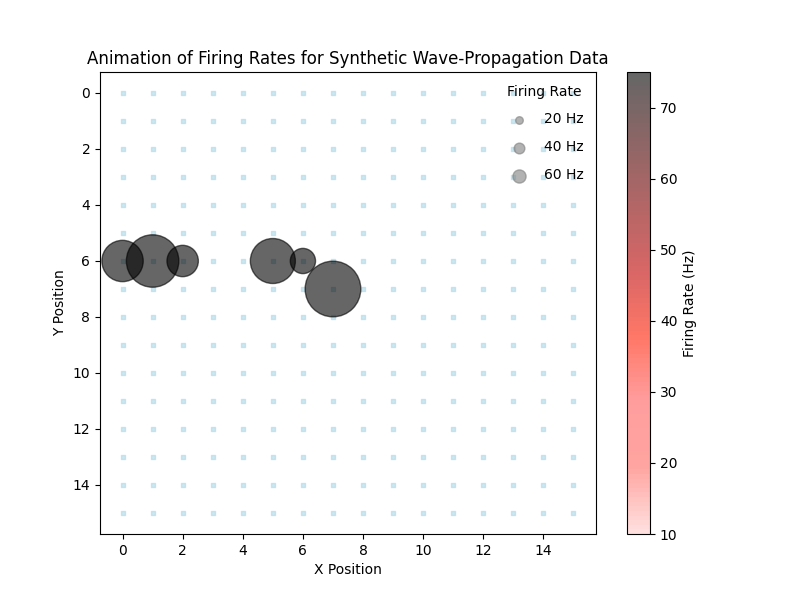 Animation of Firing Rates for Synthetic Wave-Propagation Data
Firing Rate
20 Hz
40 Hz
60 Hz
0
2
4
6
8
10
12
14
Y Position
0
2
4
6
8
10
12
14
X Position
70
60
50
40
30
20
10
Firing Rate (Hz)